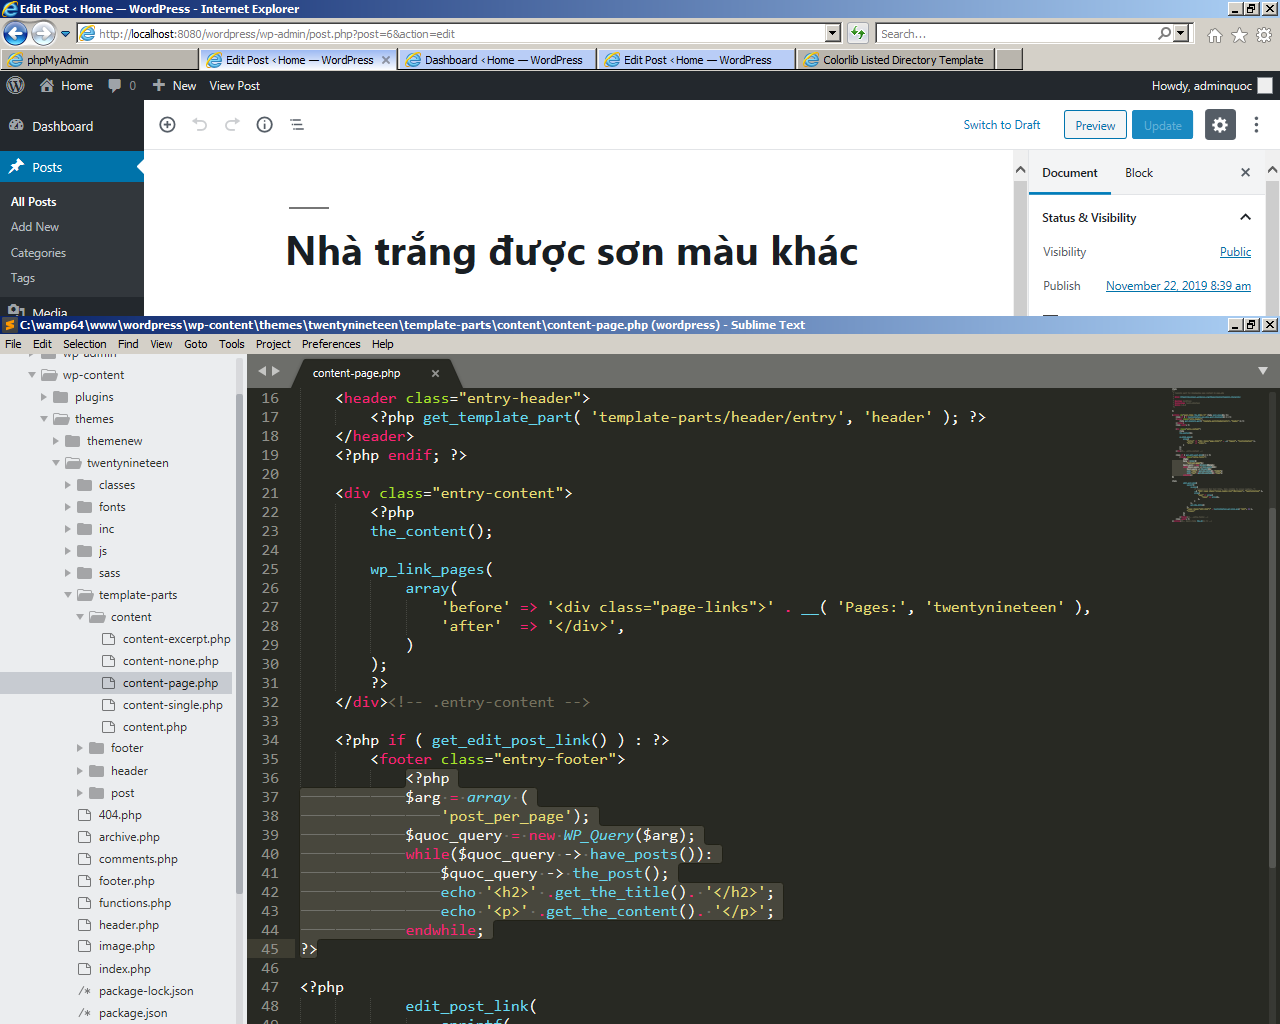 Edit Post ‹ Home — WordPress - Internet Explorer
http://localhost:8080/wordpress/wp-admin/post.php?post=6&action=edit
Search...
phpMyAdmin
Edit Post ‹ Home — WordPress
Dashboard ‹ Home — WordPress
Edit Post ‹ Home — WordPress
Colorlib Listed Directory Template
Home
0
New
View Post
Howdy, adminquoc
Dashboard
Posts
All Posts
Add New
Categories
Tags
Media
Switch to Draft
Preview
Update
Nhà trắng được sơn màu khác
Document
Block
Status & Visibility
Visibility
Public
Publish
November 22, 2019 8:39 am
C:\wamp64\www\wordpress\wp-content\themes\twentynineteen\template-parts\content\content-page.php (wordpress) - Sublime Text
File Edit Selection Find View Goto Tools Project Preferences Help
wp-admin
wp-content
plugins
themes
themenew
twentynineteen
classes
fonts
inc
js
sass
template-parts
content
content-excerpt.php
content-none.php
content-page.php
content-single.php
content.php
footer
header
post
404.php
archive.php
comments.php
footer.php
functions.php
header.php
image.php
index.php
/* package-lock.json
/* package.json
content-page.php
16 <header class="entry-header">
17 <?php get_template_part( 'template-parts/header/entry', 'header' ); ?>
18 </header>
19 <?php endif; ?>
20
21 <div class="entry-content">
22 <?php
23 the_content();
24
25 wp_link_pages(
26 array(
27 'before' => '<div class="page-links">' . __( 'Pages:', 'twentynineteen' ),
28 'after'  => '</div>',
29 )
30 );
31 ?>
32 </div><!-- .entry-content -->
33
34 <?php if ( get_edit_post_link() ) : ?>
35 <footer class="entry-footer">
36 <?php
37 $arg = array (
38 'post_per_page');
39 $quoc_query = new WP_Query($arg);
40 while($quoc_query -> have_posts()):
41 $quoc_query -> the_post();
42 echo '<h2>' .get_the_title(). '</h2>';
43 echo '<p>' .get_the_content(). '</p>';
44 endwhile;
45 ?>
46
47 <?php
48 edit_post_link(
49 sprintf(